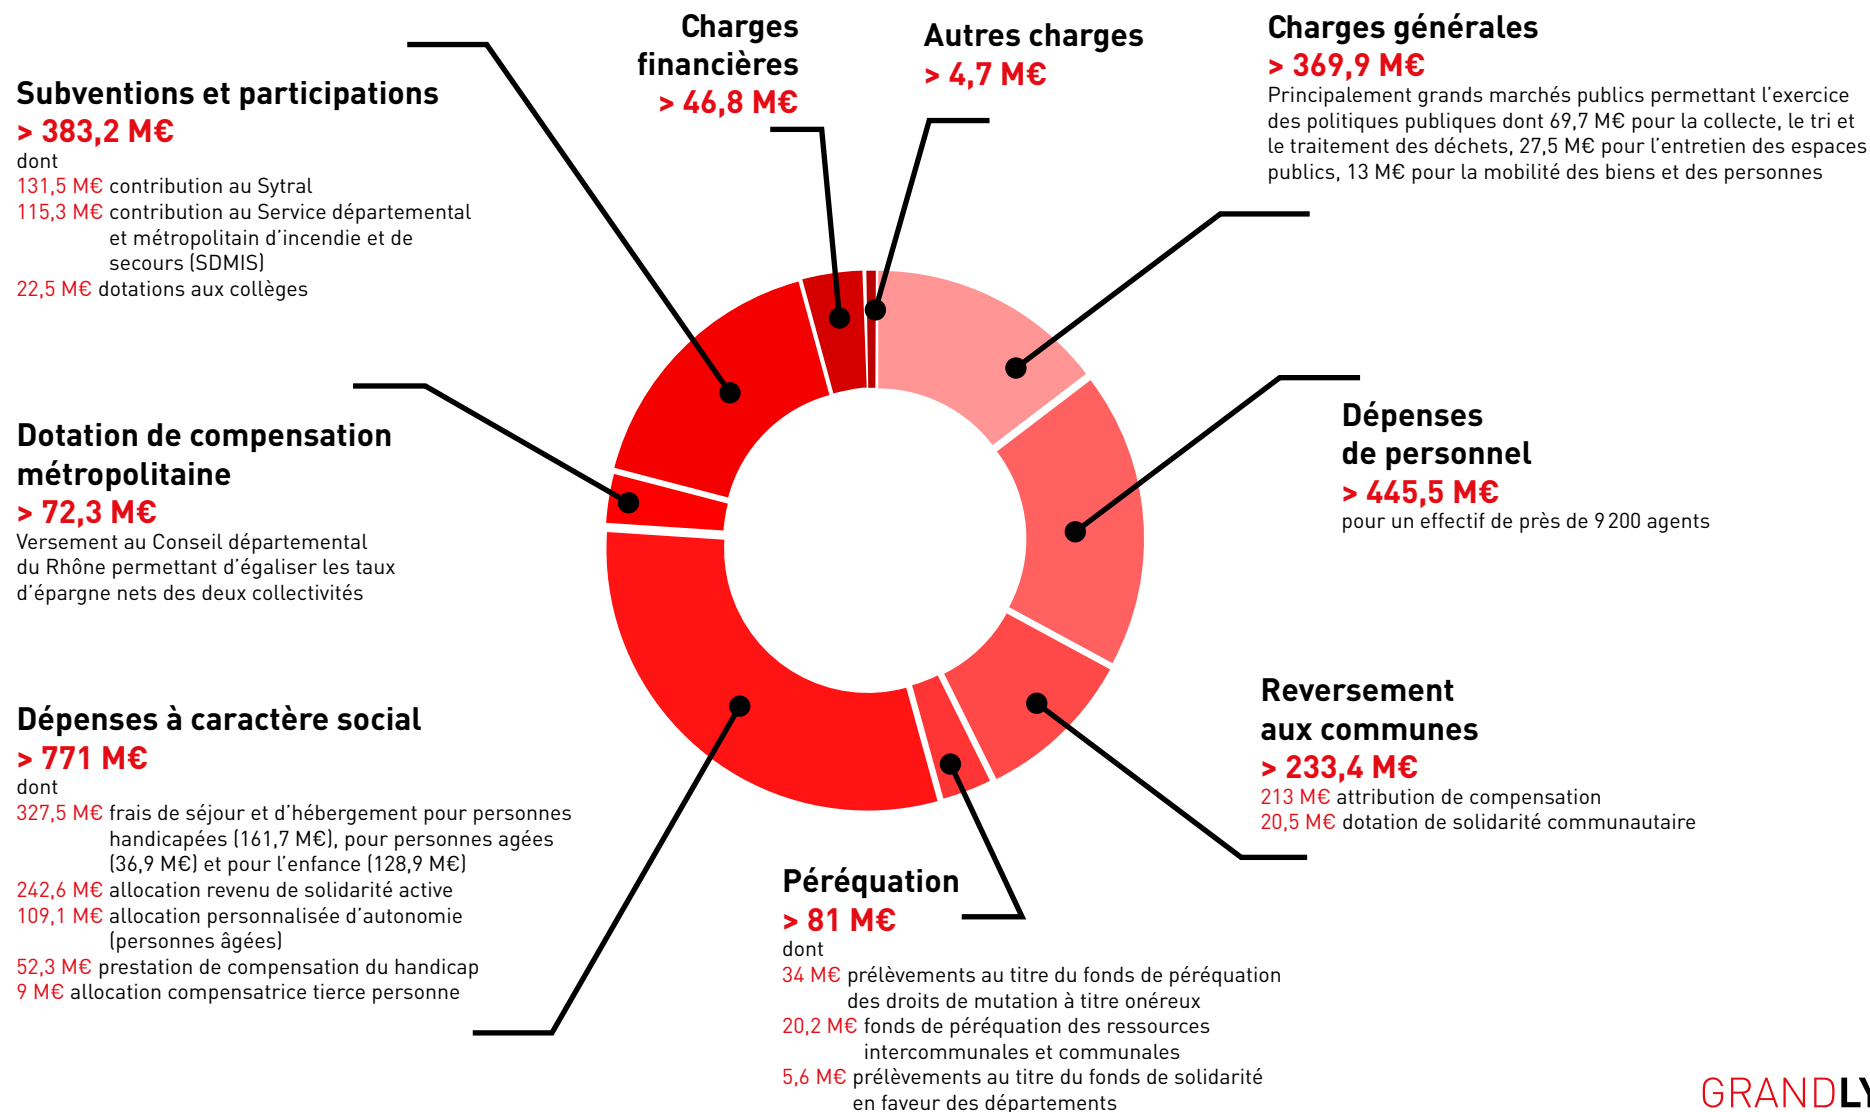 Charges
financières
> 46,8 M€
Autres charges
> 4,7 M€
Charges générales
> 369,9 M€
Principalement grands marchés publics permettant l'exercice
des politiques publiques dont 69,7 M€ pour la collecte, le tri et
le traitement des déchets, 27,5 M€ pour l'entretien des espaces
publics, 13 M€ pour la mobilité des biens et des personnes
Subventions et participations
> 383,2 M€
dont
131,5 M€ contribution au Sytral
115,3 M€ contribution au Service départemental
et métropolitain d'incendie et de
secours (SDMIS)
22,5 M€ dotations aux collèges
Dépenses
de personnel
> 445,5 M€
pour un effectif de près de 9 200 agents
Dotation de compensation
métropolitaine
> 72,3 M€
Versement au Conseil départemental
du Rhône permettant d'égaliser les taux
d'épargne nets des deux collectivités
Reversement
aux communes
> 233,4 M€
213 M€ attribution de compensation
20,5 M€ dotation de solidarité communautaire
Dépenses à caractère social
> 771 M€
dont
327,5 M€ frais de séjour et d'hébergement pour personnes
handicapées (161,7 M€), pour personnes agées
(36,9 M€) et pour l'enfance (128,9 M€)
242,6 M€ allocation revenu de solidarité active
109,1 M€ allocation personnalisée d'autonomie
(personnes âgées)
52,3 M€ prestation de compensation du handicap
9 M€ allocation compensatrice tierce personne
Péréquation
> 81 M€
dont
34 M€ prélèvements au titre du fonds de péréquation
des droits de mutation à titre onéreux
20,2 M€ fonds de péréquation des ressources
intercommunales et communales
5,6 M€ prélèvements au titre du fonds de solidarité
en faveur des départements
GRANDLY